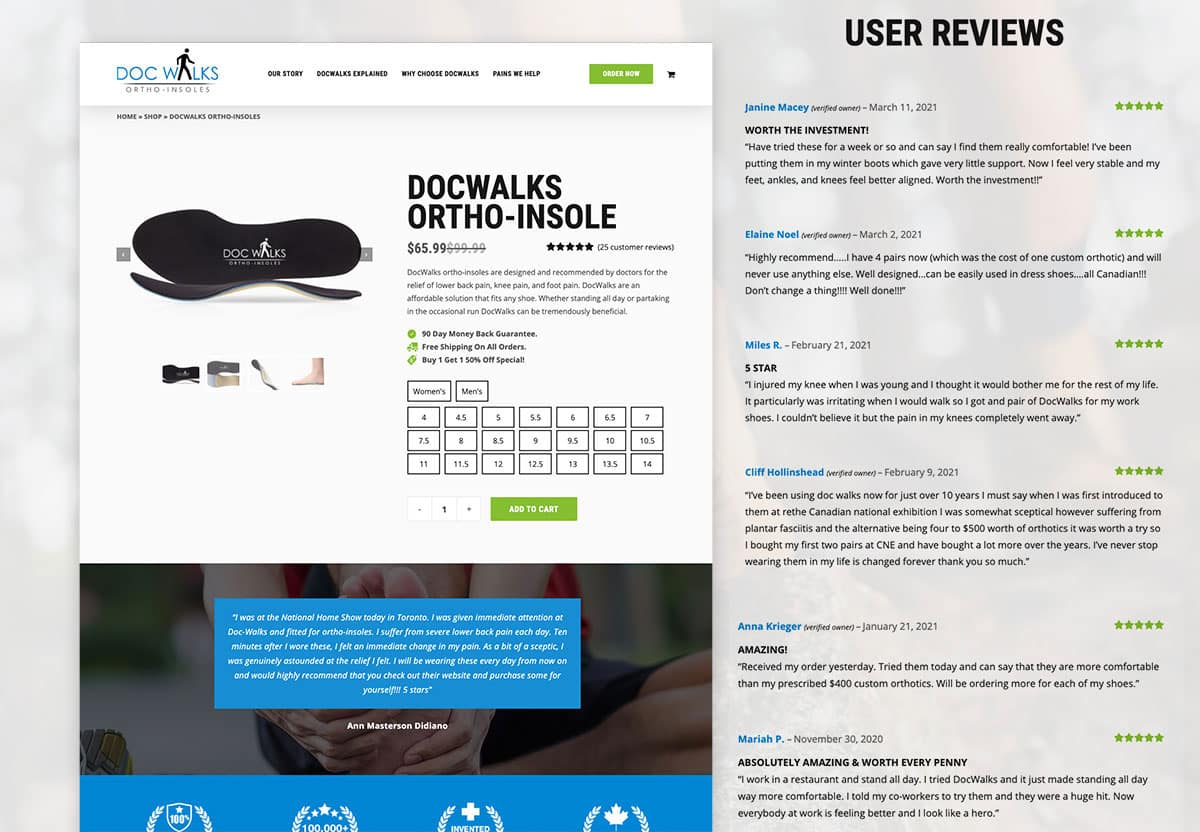 DOC WALKS
ORTHO-INSOLES
OUR STORY
DOCWALKS EXPLAINED
WHY CHOOSE DOCWALKS
PAINS WE HELP
ORDER NOW
HOME » SHOP » DOCWALKS ORTHO-INSOLES
DOC WALKS
ORTHO-INSOLES
DOCWALKS
ORTHO-INSOLE
$65.99$99.99
(25 customer reviews)
DocWalks ortho-insoles are designed and recommended by doctors for the
relief of lower back pain, knee pain, and foot pain. DocWalks are an
affordable solution that fits any shoe. Whether standing all day or partaking
in the occasional run DocWalks can be tremendously beneficial.
90 Day Money Back Guarantee.
Free Shipping On All Orders.
Buy 1 Get 1 50% Off Special!
Women's Men's
4 4.5 5 5.5 6 6.5 7
7.5 8 8.5 9 9.5 10 10.5
11 11.5 12 12.5 13 13.5 14
- 1 +
ADD TO CART
"I was at the National Home Show today in Toronto. I was given immediate attention at
Doc-Walks and fitted for ortho-insoles. I suffer from severe lower back pain each day. Ten
minutes after I wore these, I felt an immediate change in my pain. As a bit of a sceptic, I
was genuinely astounded at the relief I felt. I will be wearing these every day from now on
and would highly recommend that you check out their website and purchase some for
yourself!!! 5 stars"
Ann Masterson Didiano
100%
100,000+
INVENTED
USER REVIEWS
Janine Macey (verified owner) – March 11, 2021
WORTH THE INVESTMENT!
"Have tried these for a week or so and can say I find them really comfortable! I've been
putting them in my winter boots which gave very little support. Now I feel very stable and my
feet, ankles, and knees feel better aligned. Worth the investment!!"
Elaine Noel (verified owner) – March 2, 2021
"Highly recommend.....I have 4 pairs now (which was the cost of one custom orthotic) and will
never use anything else. Well designed...can be easily used in dress shoes....all Canadian!!!
Don't change a thing!!!! Well done!!!"
Miles R. – February 21, 2021
5 STAR
"I injured my knee when I was young and I thought it would bother me for the rest of my life.
It particularly was irritating when I would walk so I got and pair of DocWalks for my work
shoes. I couldn't believe it but the pain in my knees completely went away."
Cliff Hollinshead (verified owner) – February 9, 2021
"I've been using doc walks now for just over 10 years I must say when I was first introduced to
them at rethe Canadian national exhibition I was somewhat sceptical however suffering from
plantar fasciitis and the alternative being four to $500 worth of orthotics it was worth a try so
I bought my first two pairs at CNE and have bought a lot more over the years. I've never stop
wearing them in my life is changed forever thank you so much."
Anna Krieger (verified owner) – January 21, 2021
AMAZING!
"Received my order yesterday. Tried them today and can say that they are more comfortable
than my prescribed $400 custom orthotics. Will be ordering more for each of my shoes."
Mariah P. – November 30, 2020
ABSOLUTELY AMAZING & WORTH EVERY PENNY
"I work in a restaurant and stand all day. I tried DocWalks and it just made standing all day
way more comfortable. I told my co-workers to try them and they were a huge hit. Now
everybody at work is feeling better and I look like a hero."